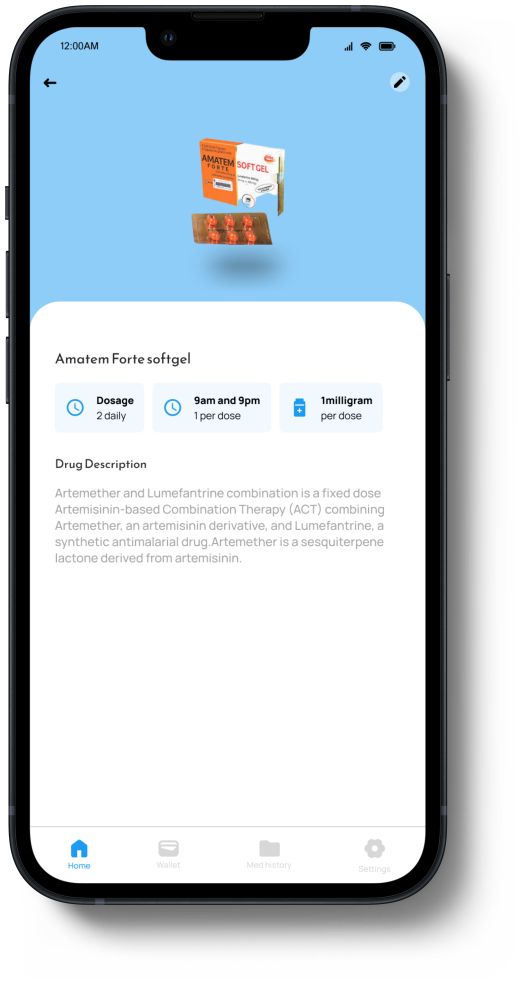 12:00AM
AMATEM
FORTE
SOFTGEL
Amatem Forte softgel
Dosage
2 daily
9am and 9pm
1 per dose
1milligram
per dose
Drug Description
Artemether and Lumefantrine combination is a fixed dose
Artemisinin-based Combination Therapy (ACT) combining
Artemether, an artemisinin derivative, and Lumefantrine, a
synthetic antimalarial drug.Artemether is a sesquiterpene
lactone derived from artemisinin.
Home
Wallet
Med history
Settings